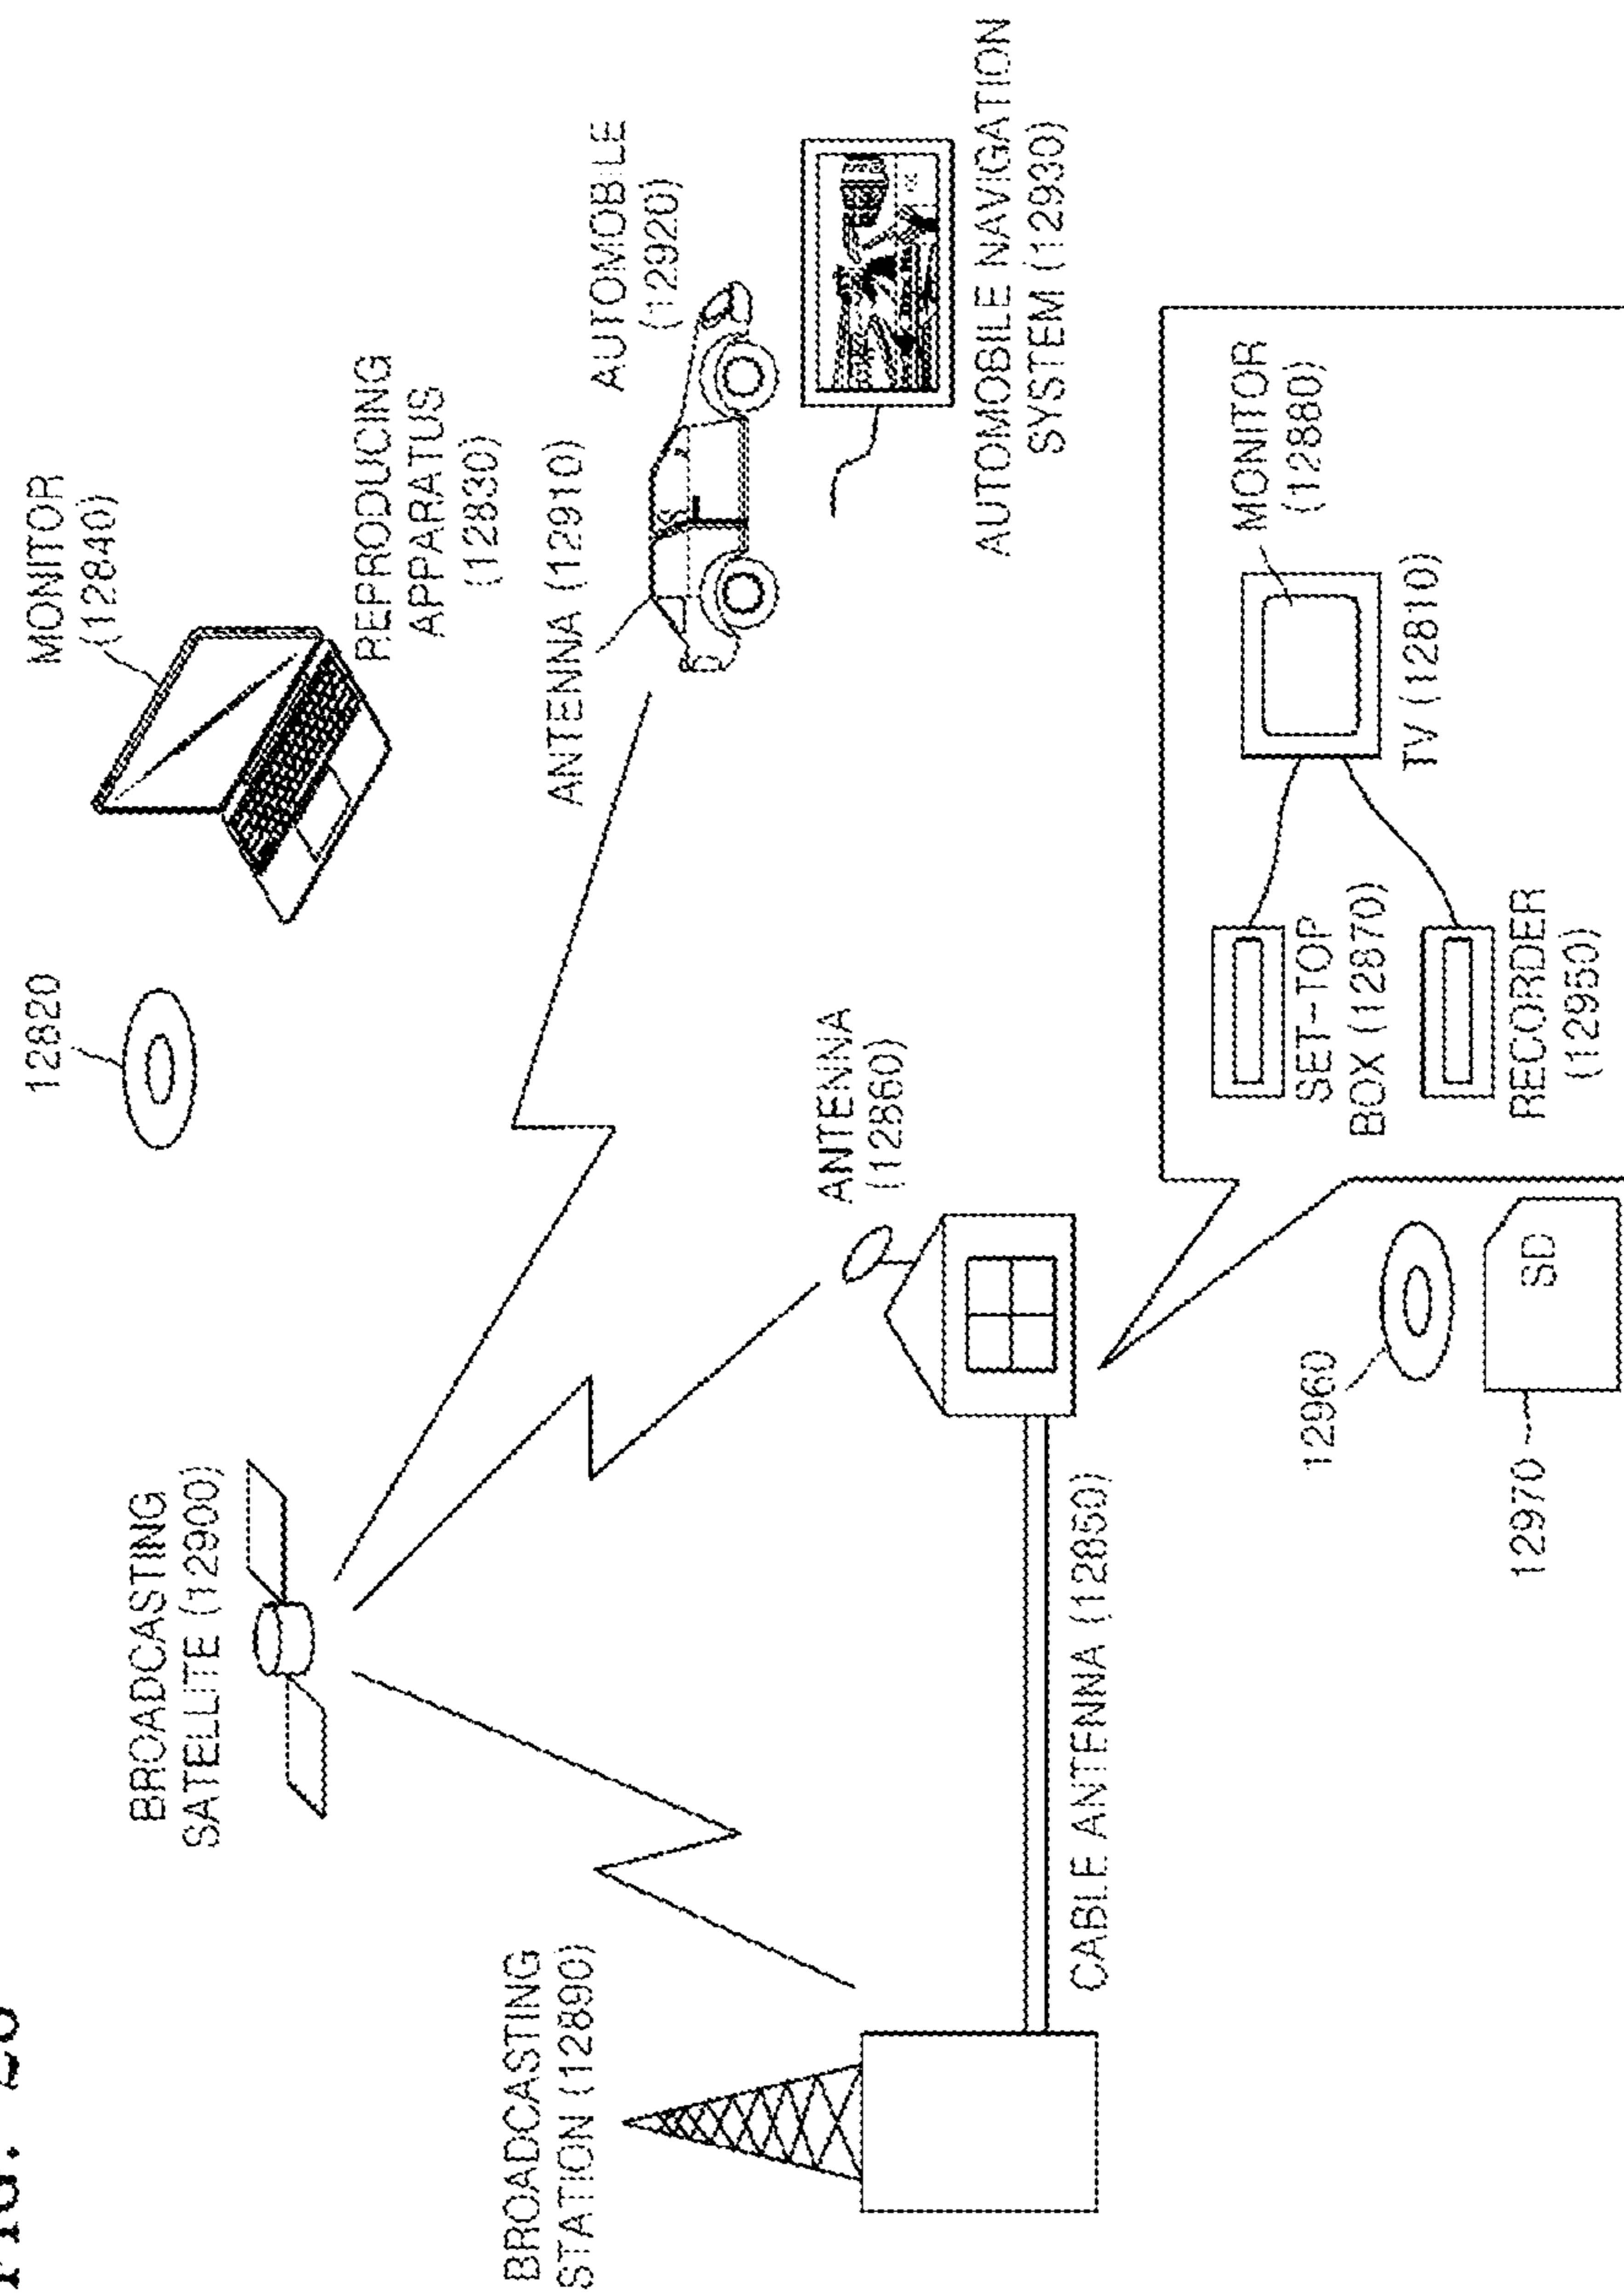 12820
MONITOR
(12840)
BROADCASTING
SATELLITE (12900)
REPRODUCING
APPARATUS
(12830)
BROADCASTING
STATION (12890)
ANTENNA (12910)
AUTOMOBILE
(12920)
ANTENNA
(12860)
AUTOMOBILE NAVIGATION
SYSTEM (12930)
CABLE ANTENNA (12850)
MONITOR
(12880)
SET-TOP
BOX (12870)
TV (12810)
12960
RECORDER
(12950)
12970
SD